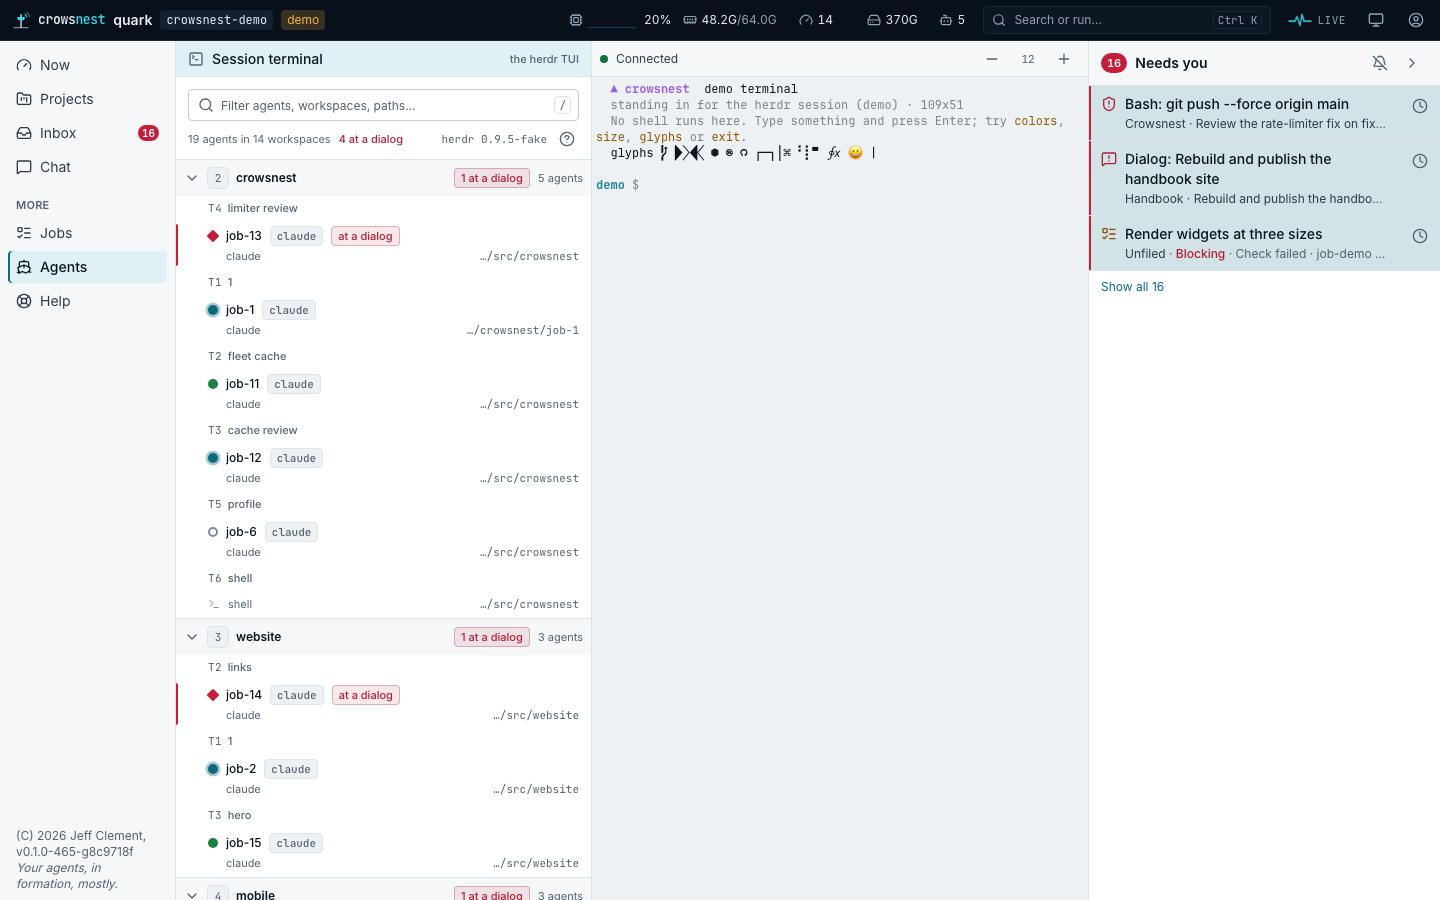 crowsnest quark crowsnest-demo demo 20% 48.2G/64.0G 14 370G 5 Search or run... Ctrl K LIVE
Now
Projects
Inbox 16
Chat
MORE
Jobs
Agents
Help
(C) 2026 Jeff Clement,
v0.1.0-465-g8c9718f
Your agents, in
formation, mostly.
Session terminal the herdr TUI
Filter agents, workspaces, paths... /
19 agents in 14 workspaces 4 at a dialog herdr 0.9.5-fake
2 crowsnest 1 at a dialog 5 agents
T4 limiter review
job-13 claude at a dialog
claude …/src/crowsnest
T1 1
job-1 claude
claude …/crowsnest/job-1
T2 fleet cache
job-11 claude
claude …/src/crowsnest
T3 cache review
job-12 claude
claude …/src/crowsnest
T5 profile
job-6 claude
claude …/src/crowsnest
T6 shell
shell …/src/crowsnest
3 website 1 at a dialog 3 agents
T2 links
job-14 claude at a dialog
claude …/src/website
T1 1
job-2 claude
claude …/src/website
T3 hero
job-15 claude
claude …/src/website
4 mobile 1 at a dialog 3 agents
Connected − 12 +
▲ crowsnest demo terminal
standing in for the herdr session (demo) · 109x51
No shell runs here. Type something and press Enter; try colors,
size, glyphs or exit.
glyphs
demo $
16 Needs you
Bash: git push --force origin main
Crowsnest · Review the rate-limiter fix on fix...
Dialog: Rebuild and publish the
handbook site
Handbook · Rebuild and publish the handbo...
Render widgets at three sizes
Unfiled · Blocking · Check failed · job-demo ...
Show all 16